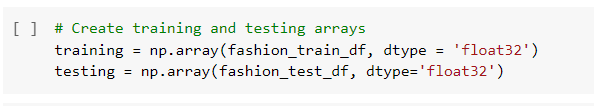 [ ] # Create training and testing arrays
training = np.array(fashion_train_df, dtype = 'float32')
testing = np.array(fashion_test_df, dtype='float32')